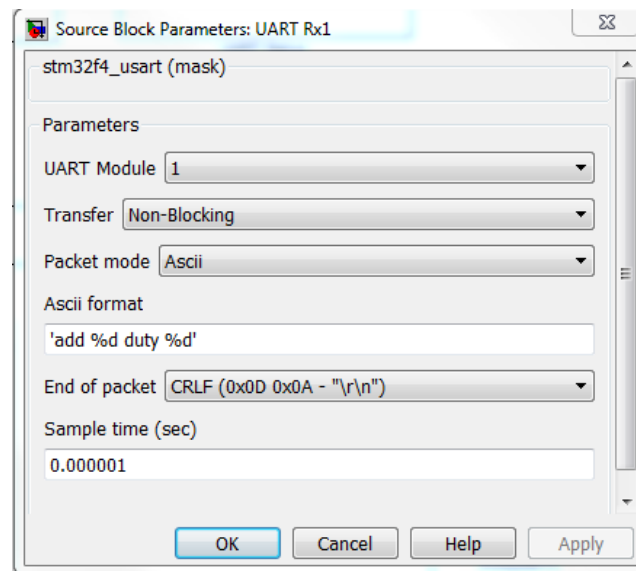 Source Block Parameters: UART Rx1
stm32f4_usart (mask)
Parameters
UART Module 1
Transfer Non-Blocking
Packet mode Ascii
Ascii format
'add %d duty %d'
End of packet CRLF (0x0D 0x0A - "\r\n")
Sample time (sec)
0.000001
OK Cancel Help Apply